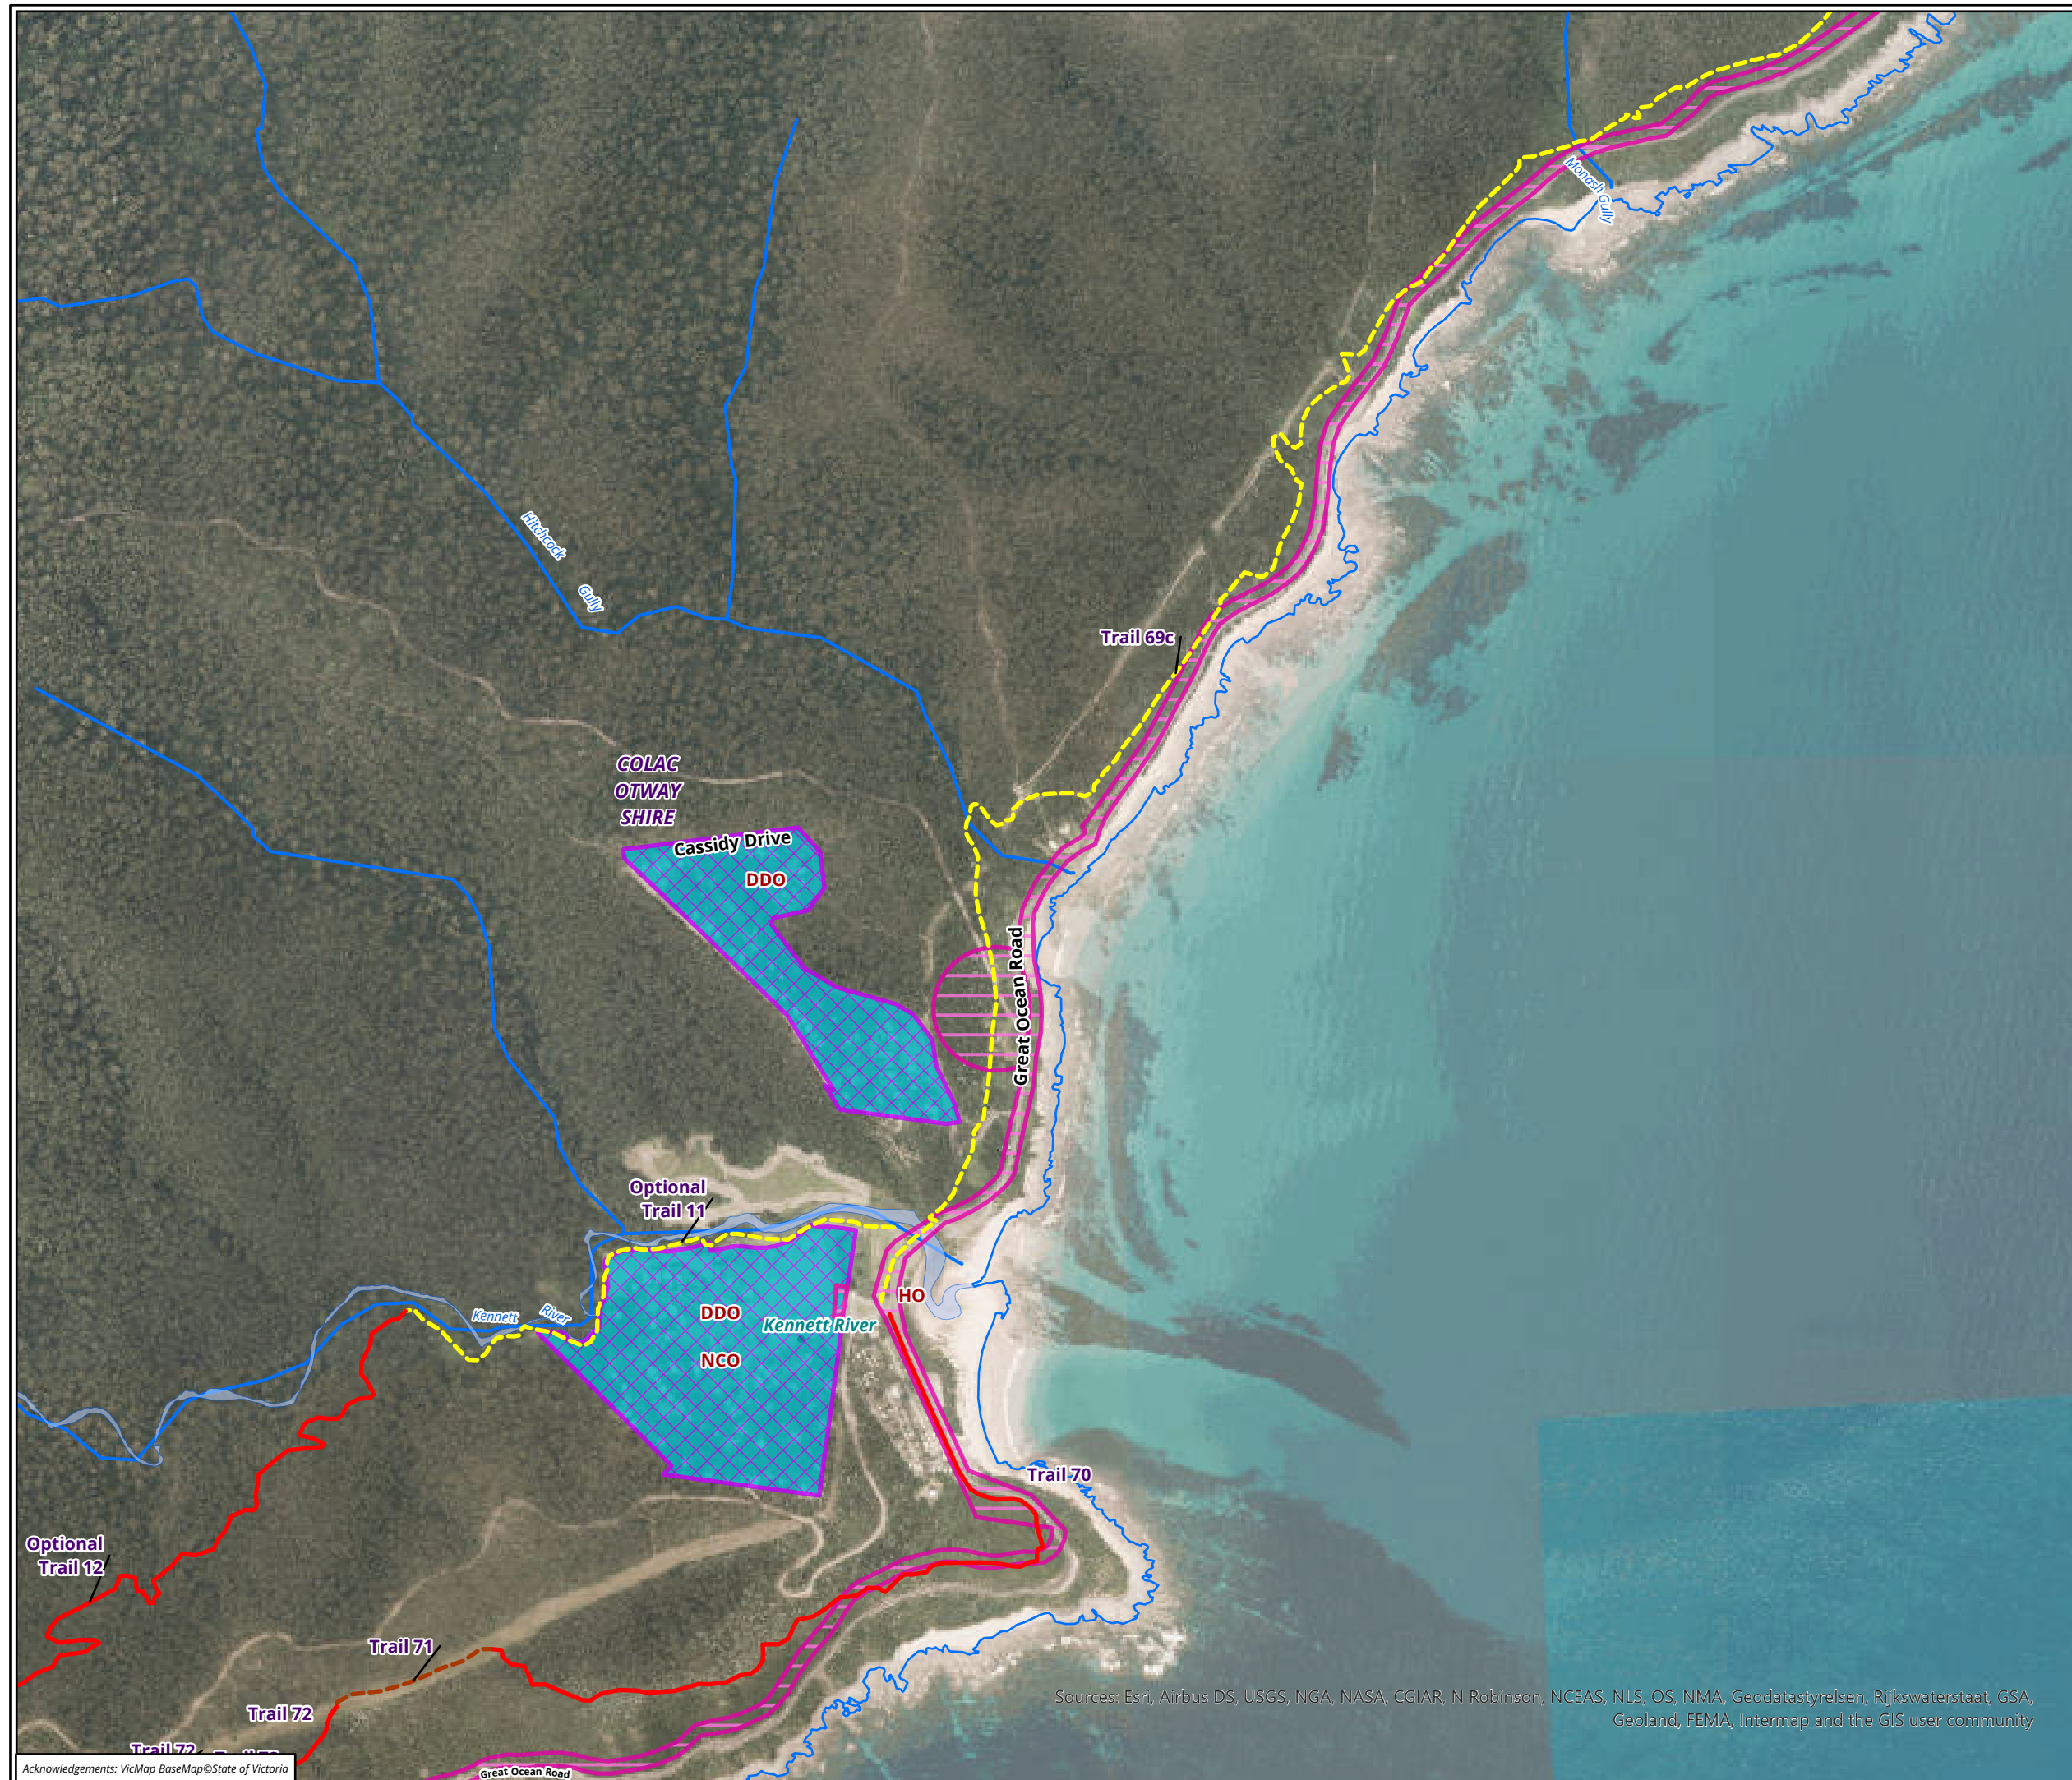 Monash Gully
Hitchcock
Gully
Trail 69c
COLAC
OTWAY
SHIRE
Cassidy Drive
DDO
Great Ocean Road
Optional
Trail 11
HO
DDO
Kennett River
Kennett River
NCO
Trail 70
Optional
Trail 12
Trail 71
Trail 72
Trail 72
Sources: Esri, Airbus DS, USGS, NGA, NASA, CGIAR, N Robinson, NCEAS, NLS, OS, NMA, Geodatastyrelsen, Rijkswaterstaat, GSA,
Geoland, FEMA, Intermap and the GIS user community
Acknowledgements: VicMap BaseMap©State of Victoria
Great Ocean Road